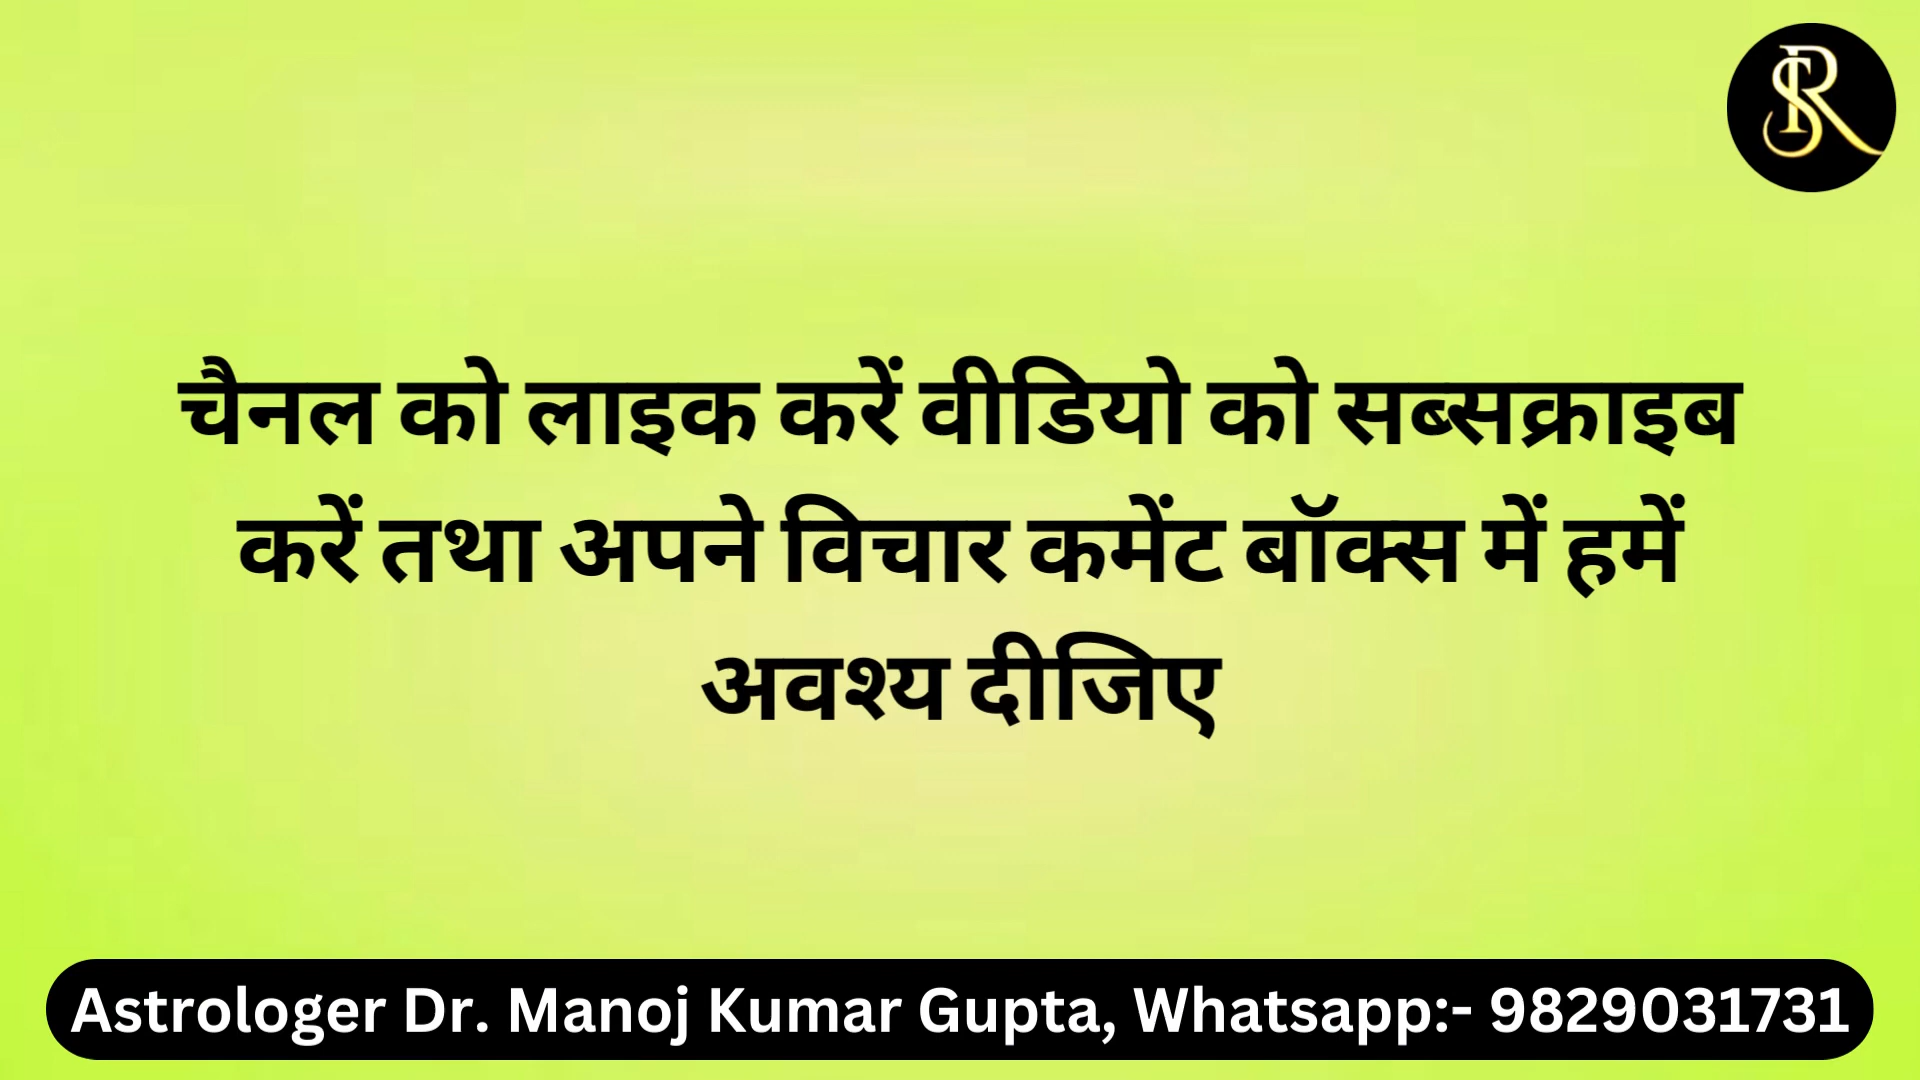 SR
चैनल को लाइक करें वीडियो को सब्सक्राइब
करें तथा अपने विचार कमेंट बॉक्स में हमें
अवश्य दीजिए
Astrologer Dr. Manoj Kumar Gupta, Whatsapp:- 9829031731